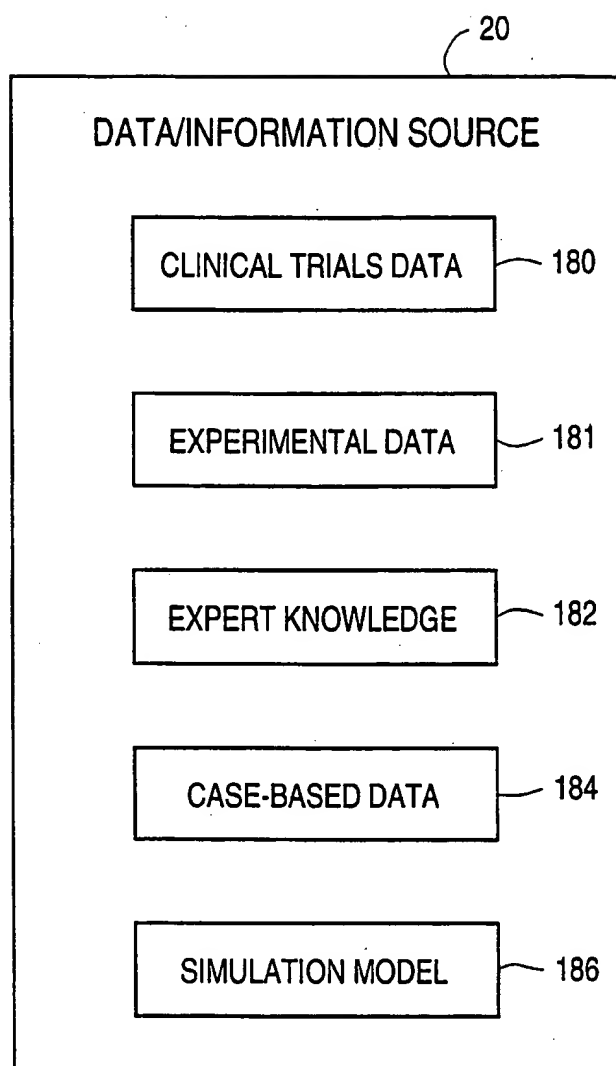 20
DATA/INFORMATION SOURCE
CLINICAL TRIALS DATA 180
EXPERIMENTAL DATA 181
EXPERT KNOWLEDGE 182
CASE-BASED DATA 184
SIMULATION MODEL 186